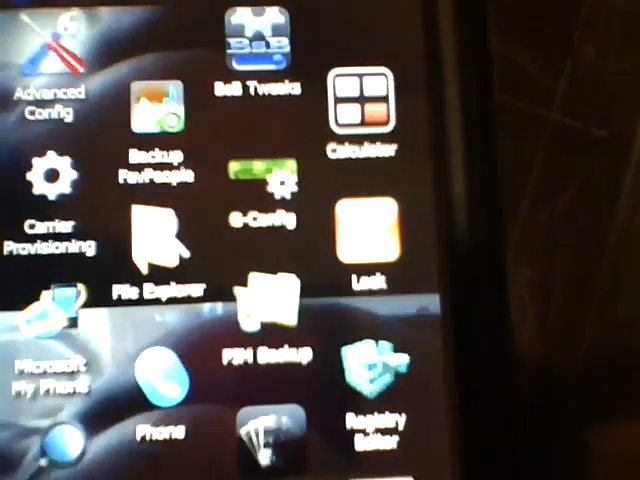 Advanced
Config
BsB
BsB Tweaks
Backup
FavPeople
Calculator
Carrier
Provisioning
G-Config
File Explorer
Lock
Microsoft
My Phone
PIM Backup
Phone
Registry
Editor